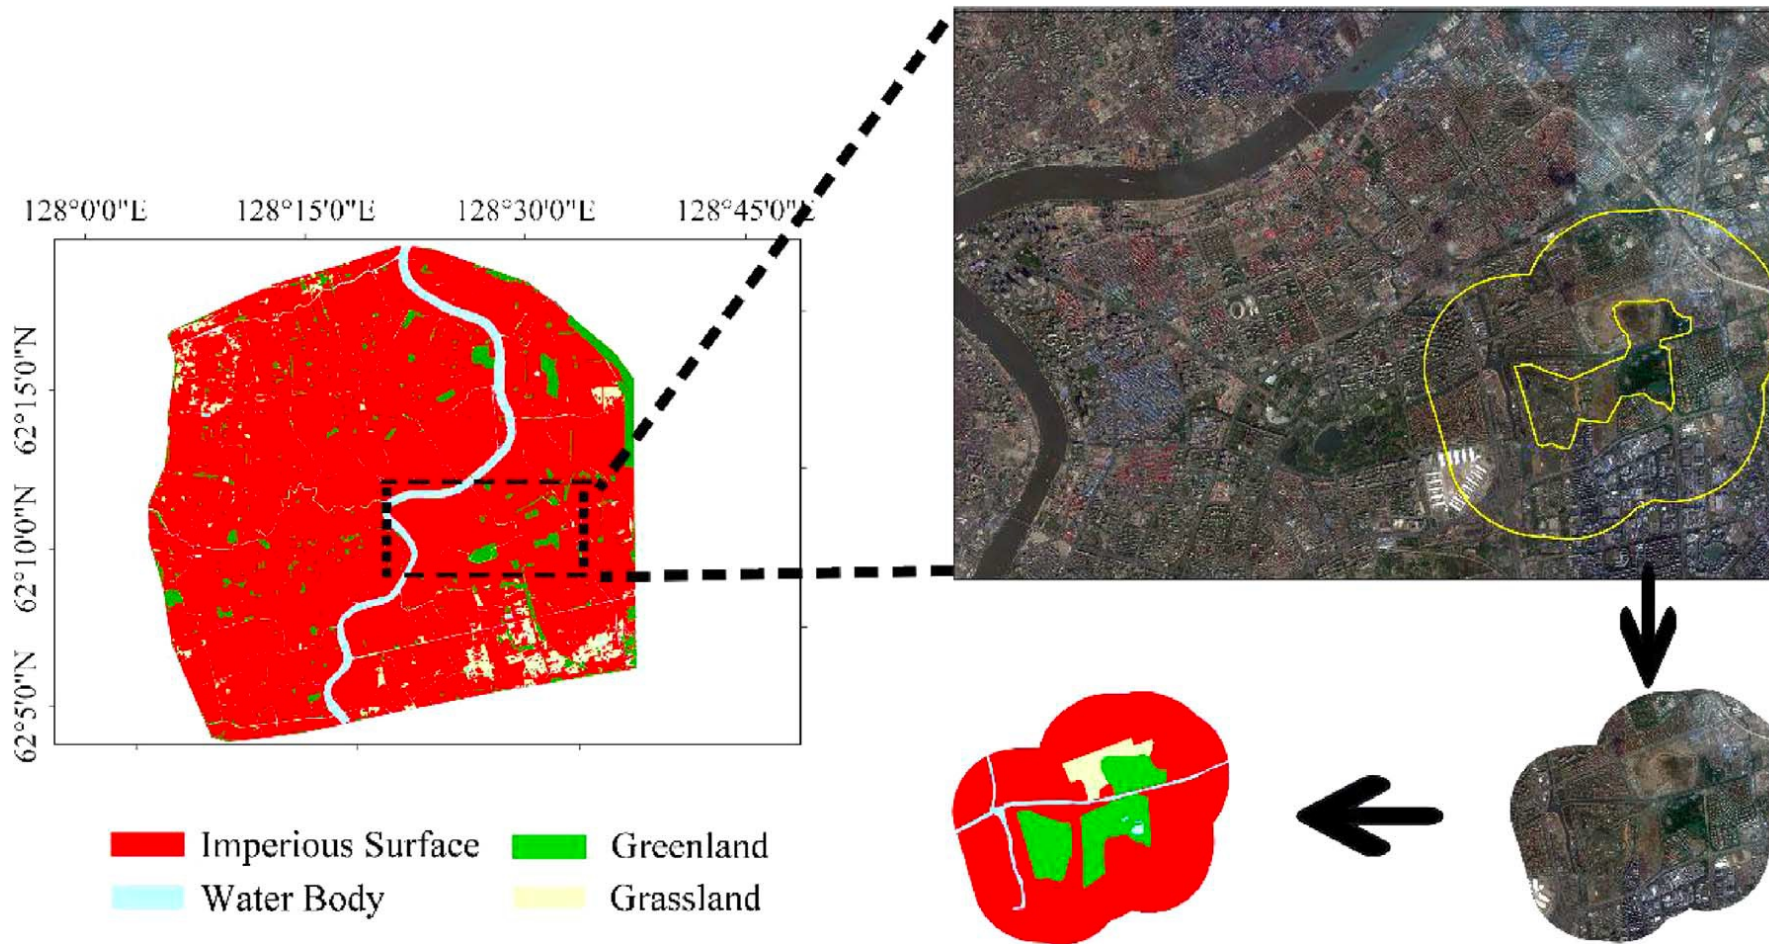 128°0'0"E 128°15'0"E 128°30'0"E 128°45'0"E
62°15'0"N
62°10'0"N
62°5'0"N
Imperious Surface
Greenland
Water Body
Grassland